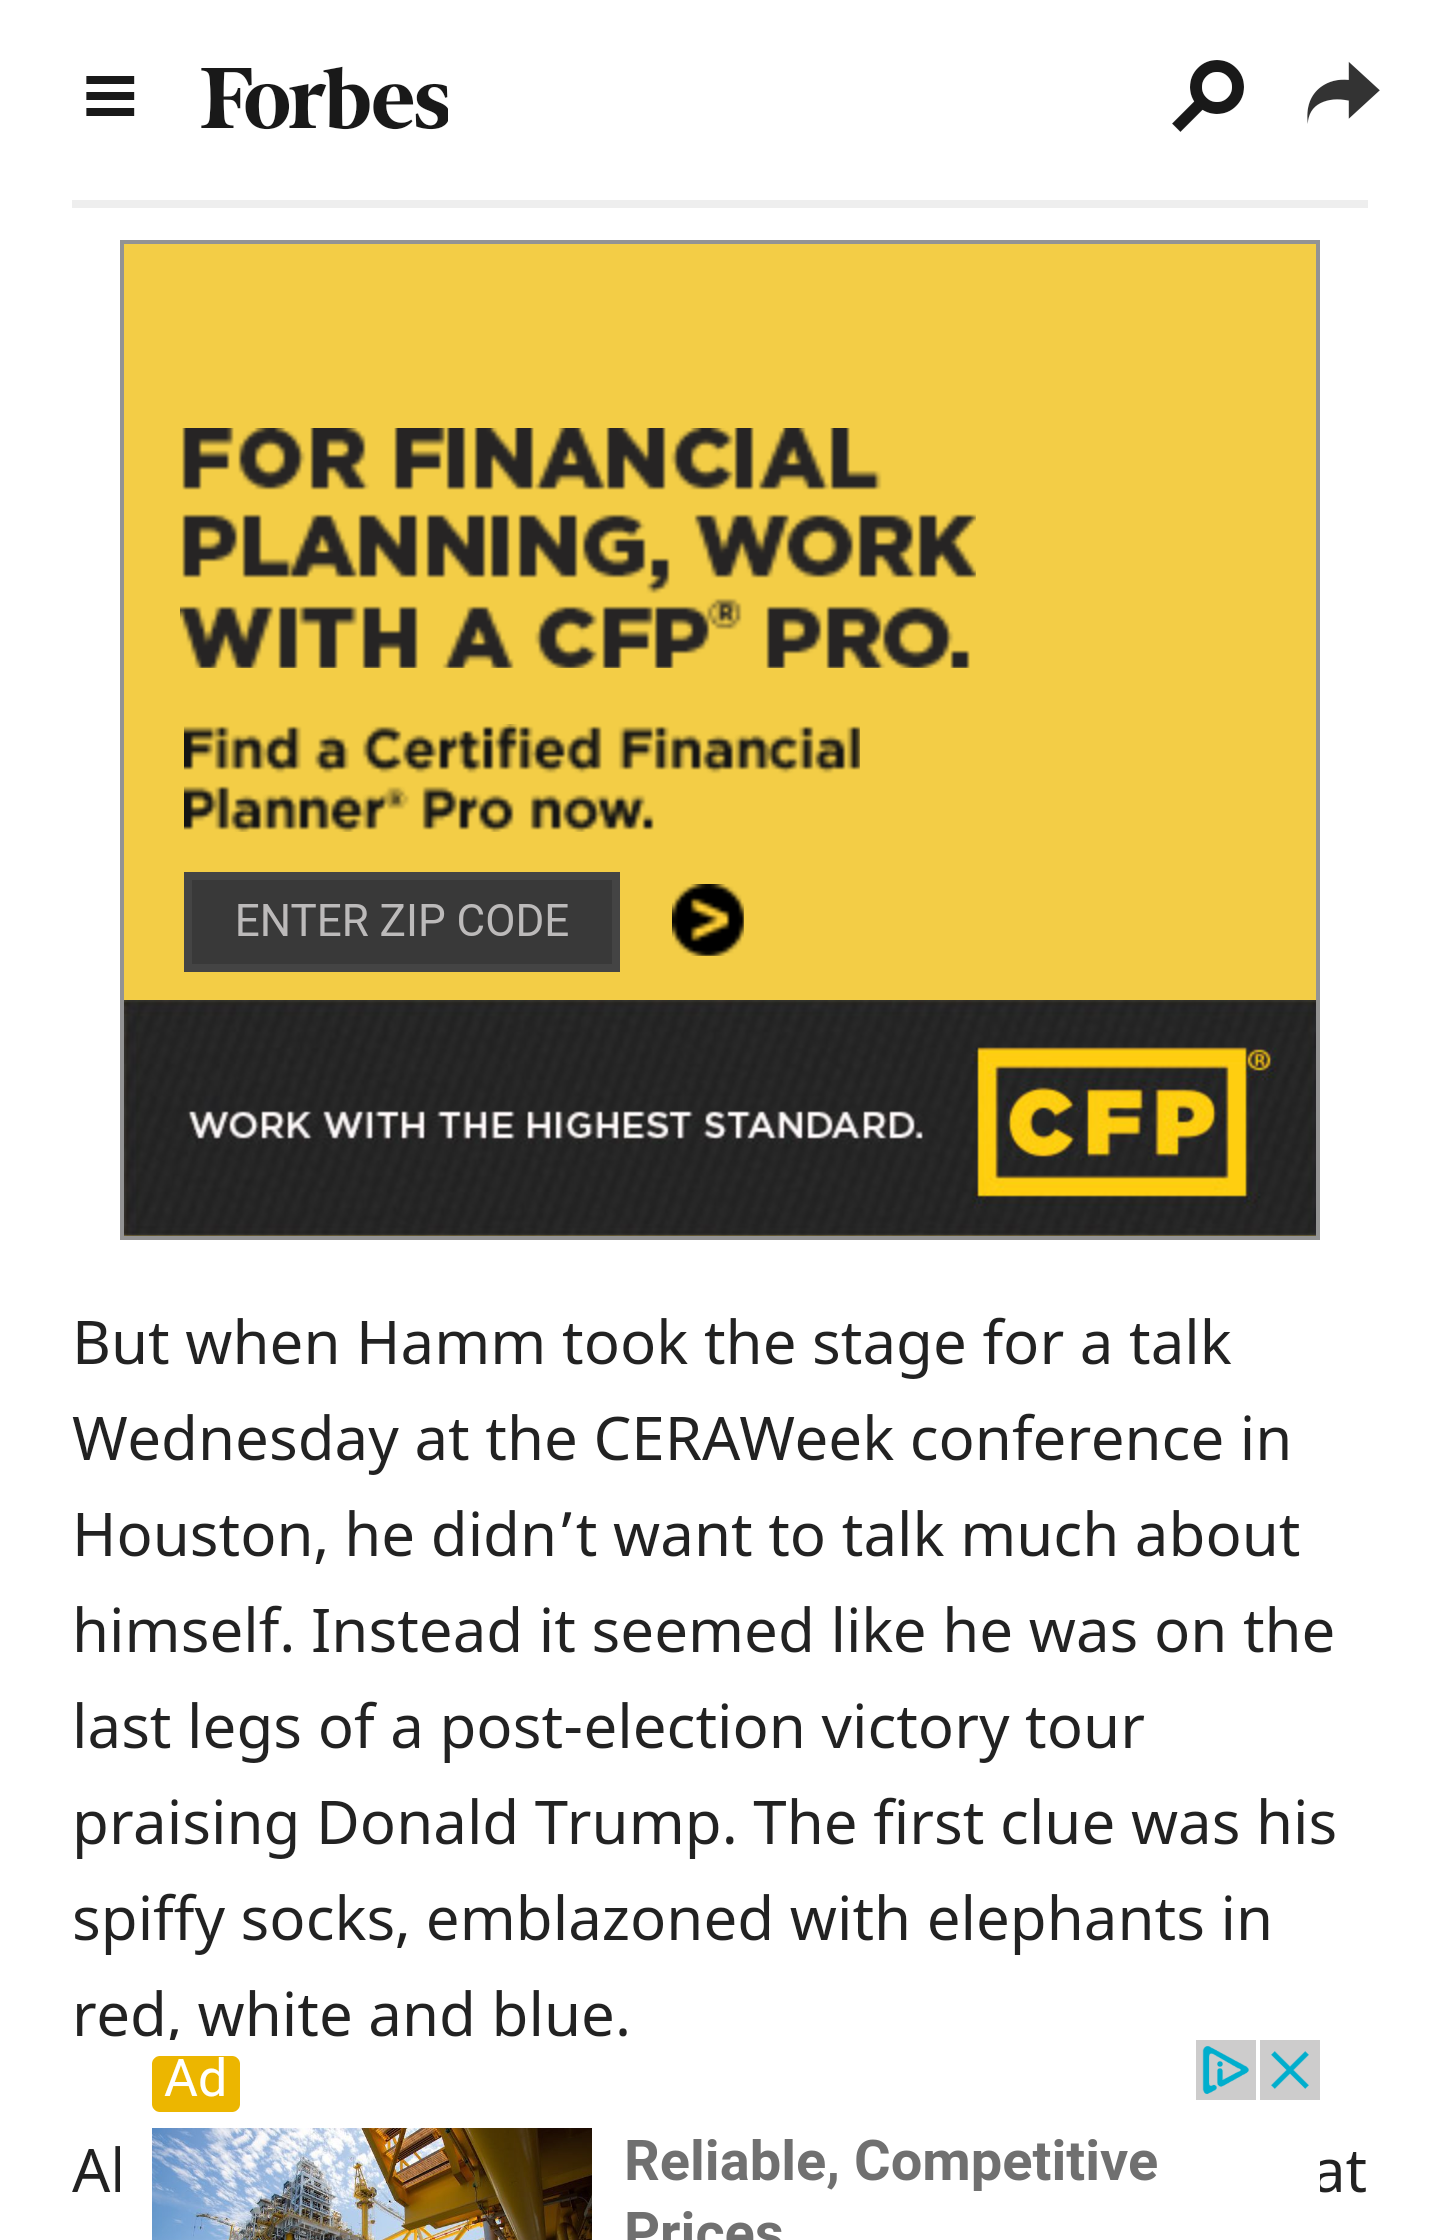 Forbes
FOR FINANCIAL
PLANNING, WORK
WITH A CFP® PRO.
Find a Certified Financial
Planner® Pro now.
ENTER ZIP CODE
WORK WITH THE HIGHEST STANDARD.
CFP®
But when Hamm took the stage for a talk
Wednesday at the CERAWeek conference in
Houston, he didn’t want to talk much about
himself. Instead it seemed like he was on the
last legs of a post-election victory tour
praising Donald Trump. The first clue was his
spiffy socks, emblazoned with elephants in
red, white and blue.
Ad
Reliable, Competitive
Prices
Al
at